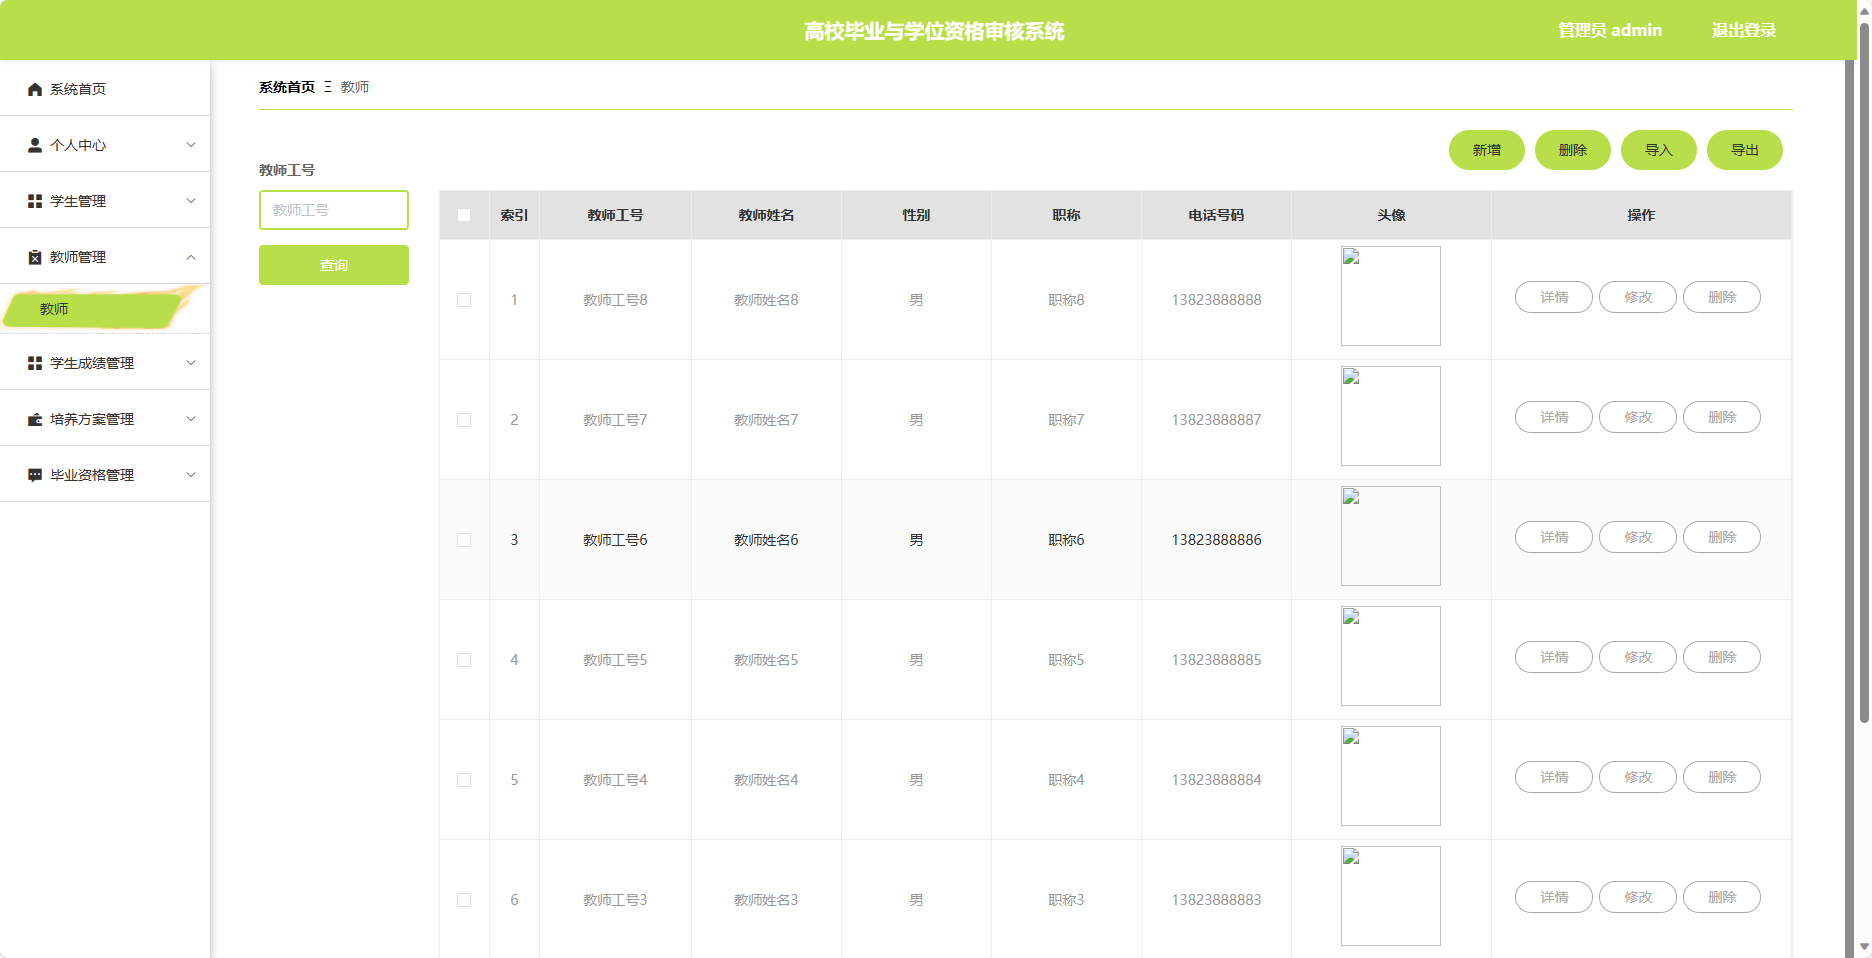 高校毕业与学位资格审核系统
管理员 admin
退出登录
系统首页
个人中心
学生管理
教师管理
教师
学生成绩管理
培养方案管理
毕业资格管理
系统首页 Ξ 教师
新增 删除 导入 导出
教师工号
教师工号
查询
索引 教师工号 教师姓名 性别 职称 电话号码 头像 操作
1 教师工号8 教师姓名8 男 职称8 13823888888 详情 修改 删除
2 教师工号7 教师姓名7 男 职称7 13823888887 详情 修改 删除
3 教师工号6 教师姓名6 男 职称6 13823888886 详情 修改 删除
4 教师工号5 教师姓名5 男 职称5 13823888885 详情 修改 删除
5 教师工号4 教师姓名4 男 职称4 13823888884 详情 修改 删除
6 教师工号3 教师姓名3 男 职称3 13823888883 详情 修改 删除